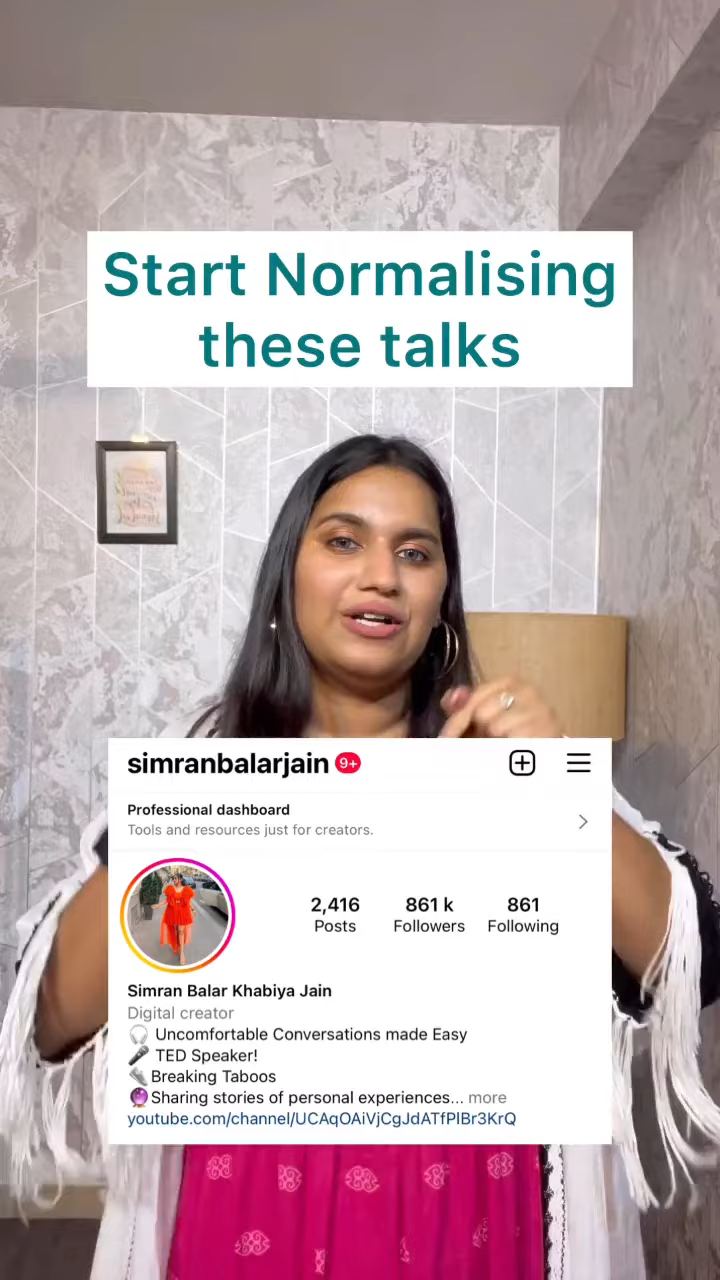 Start Normalising
these talks
simranbalarjain 9+
Professional dashboard
Tools and resources just for creators.
2,416 861 k 861
Posts Followers Following
Simran Balar Khabiya Jain
Digital creator
🎧 Uncomfortable Conversations made Easy
🎤 TED Speaker!
Breaking Taboos
🔮Sharing stories of personal experiences... more
youtube.com/channel/UCAqOAiVjCgJdATfPIBr3KrQ